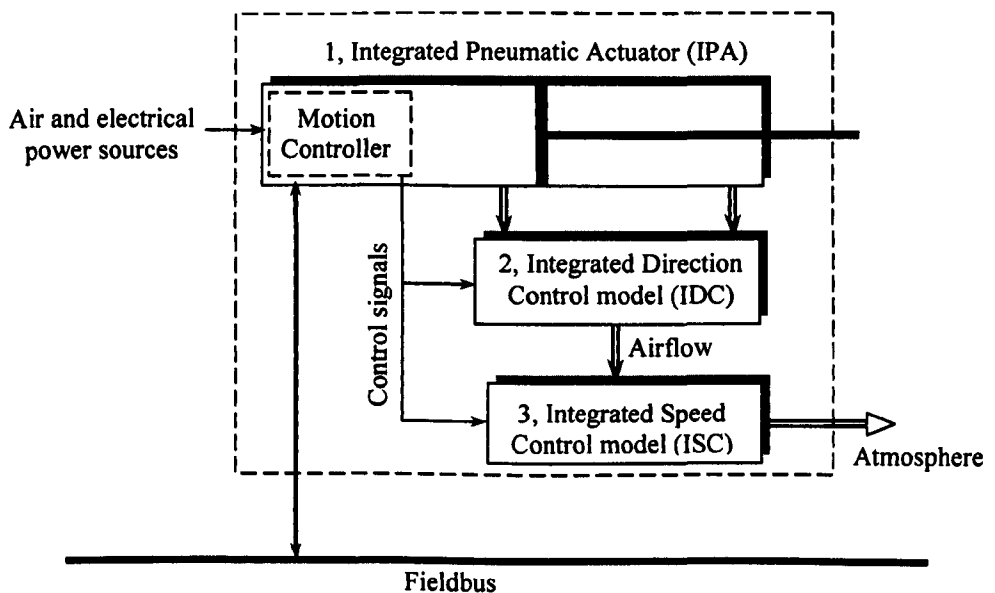 1, Integrated Pneumatic Actuator (IPA)
Air and electrical
power sources
Motion
Controller
Control signals
2, Integrated Direction
Control model (IDC)
Airflow
3, Integrated Speed
Control model (ISC)
Atmosphere
Fieldbus